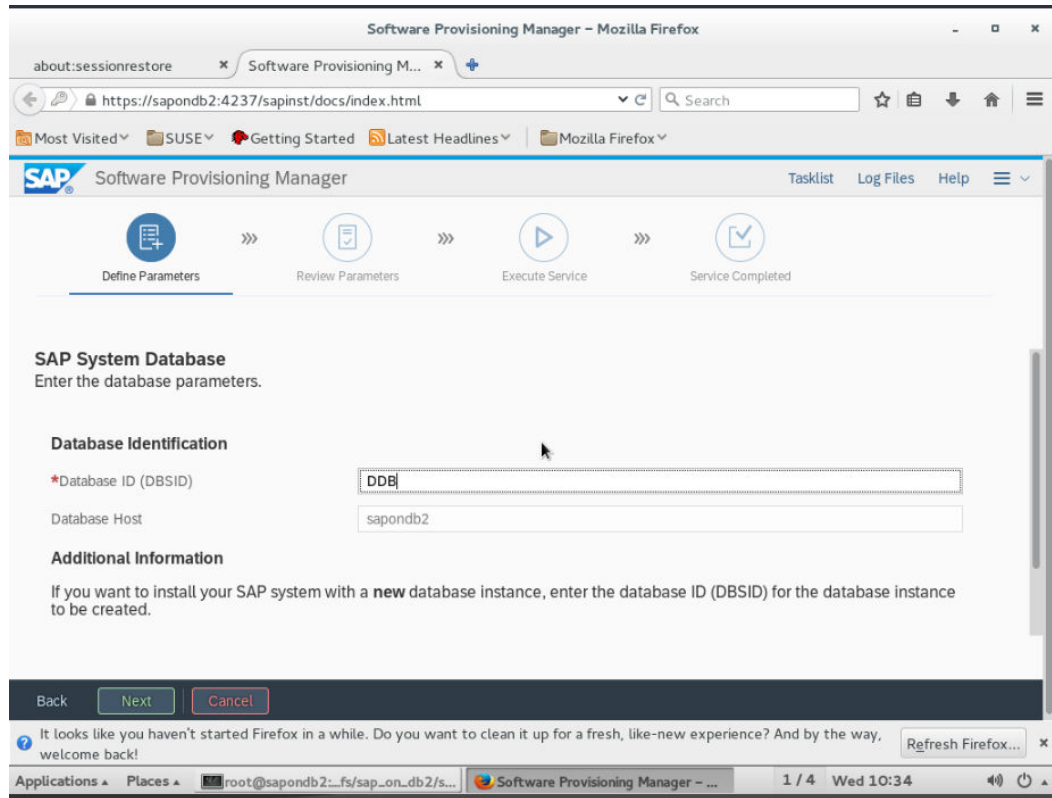 Software Provisioning Manager – Mozilla Firefox
about:sessionrestore
Software Provisioning M...
https://sapondb2:4237/sapinst/docs/index.html
Search
Most Visited
SUSE
Getting Started
Latest Headlines
Mozilla Firefox
SAP
Software Provisioning Manager
Tasklist
Log Files
Help
Define Parameters
Review Parameters
Execute Service
Service Completed
SAP System Database
Enter the database parameters.
Database Identification
*Database ID (DBSID)
DDB
Database Host
sapondb2
Additional Information
If you want to install your SAP system with a new database instance, enter the database ID (DBSID) for the database instance
to be created.
Back
Next
Cancel
It looks like you haven't started Firefox in a while. Do you want to clean it up for a fresh, like-new experience? And by the way,
welcome back!
Refresh Firefox...
Applications
Places
root@sapondb2:...fs/sap_on_db2/s...
Software Provisioning Manager – ...
1 / 4
Wed 10:34